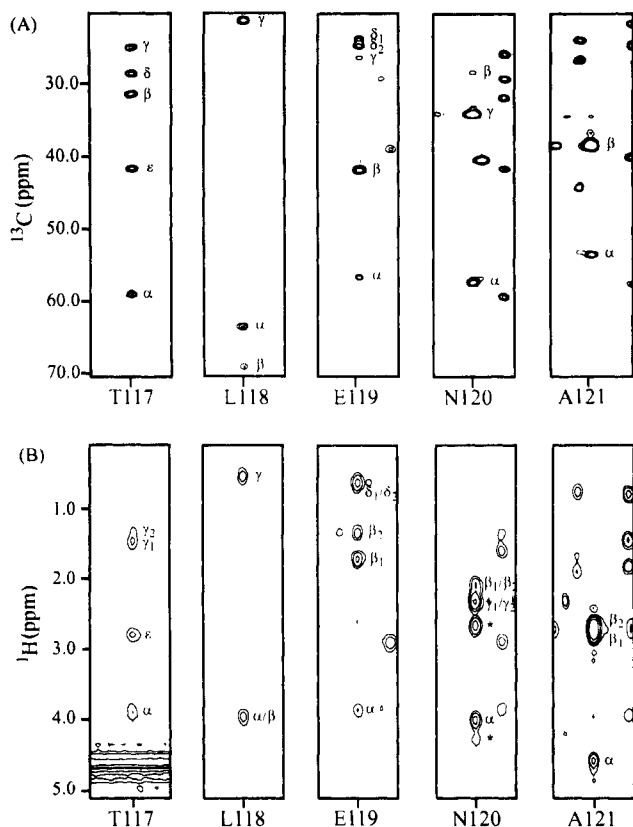 (A)
γ
δ
β
ε
α
γ
α
β
δ1
δ2
γ
β
α
β
γ
α
β
α
30.0
40.0
50.0
60.0
70.0
13C (ppm)
T117 L118 E119 N120 A121
(B)
γ2
γ1
ε
α
γ
α/β
δ1/δ2
β2
β1
α
β1/β2
γ1/γ2
*
α
*
β2
β1
α
1.0
2.0
3.0
4.0
5.0
1H (ppm)
T117 L118 E119 N120 A121